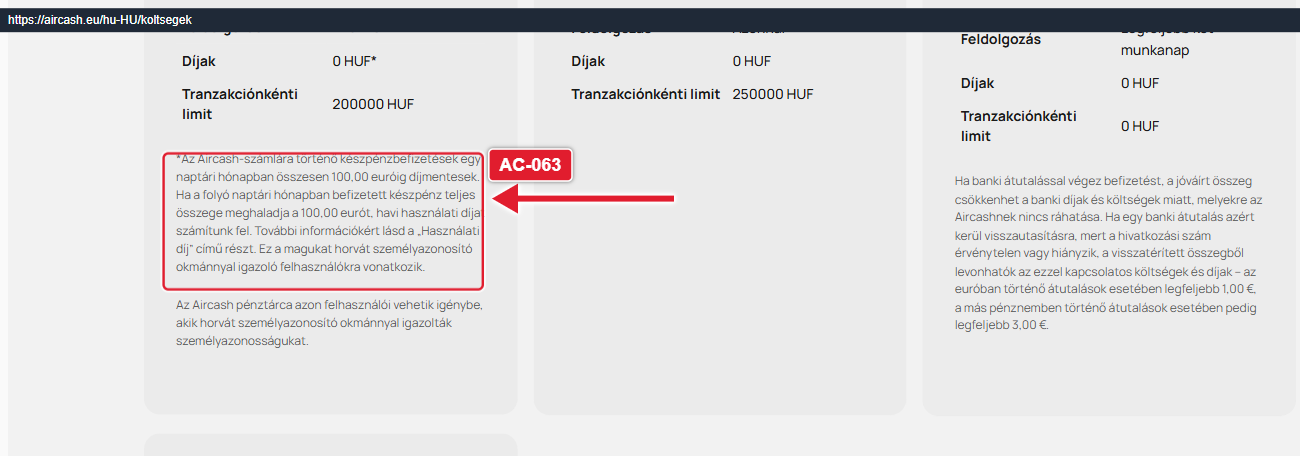 https://aircash.eu/hu-HU/koltsegek
Feldolgozás
munkanap
Díjak 0 HUF*
Tranzakciónkénti limit 200000 HUF
*Az Aircash-számlára történő készpénzbefizetések egy
naptári hónapban összesen 100,00 euróig díjmentesek.
Ha a folyó naptári hónapban befizetett készpénz teljes
összege meghaladja a 100,00 eurót, havi használati díjat
számítunk fel. További információkért lásd a „Használati
díj” című részt. Ez a magukat horvát személyazonosító
okmánnyal igazoló felhasználókra vonatkozik.
Az Aircash pénztárca azon felhasználói vehetik igénybe,
akik horvát személyazonosító okmánnyal igazolták
személyazonosságukat.
AC-063
Díjak 0 HUF
Tranzakciónkénti limit 250000 HUF
Díjak 0 HUF
Tranzakciónkénti limit 0 HUF
Ha banki átutalással végez befizetést, a jóváírt összeg
csökkenhet a banki díjak és költségek miatt, melyekre az
Aircashnek nincs ráhatása. Ha egy banki átutalás azért
kerül visszautasításra, mert a hivatkozási szám
érvénytelen vagy hiányzik, a visszatérített összegből
levonhatók az ezzel kapcsolatos költségek és díjak – az
euróban történő átutalások esetében legfeljebb 1,00 €,
a más pénznemben történő átutalások esetében pedig
legfeljebb 3,00 €.